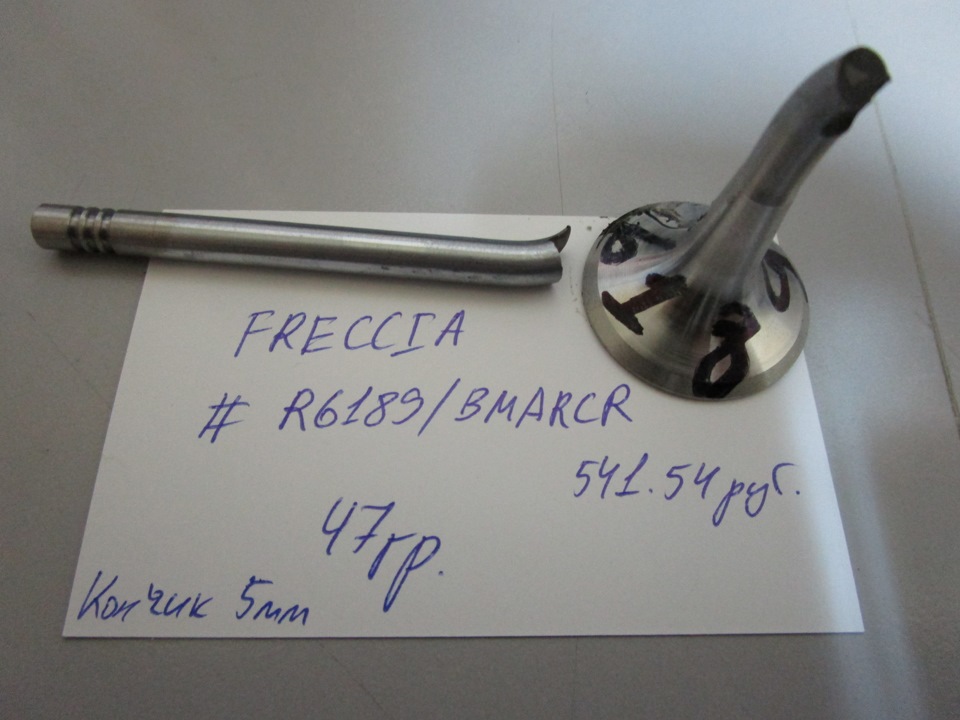 FRECCIA
# R6189/BMARCR
541.54 руб.
47гр.
Кончик 5мм